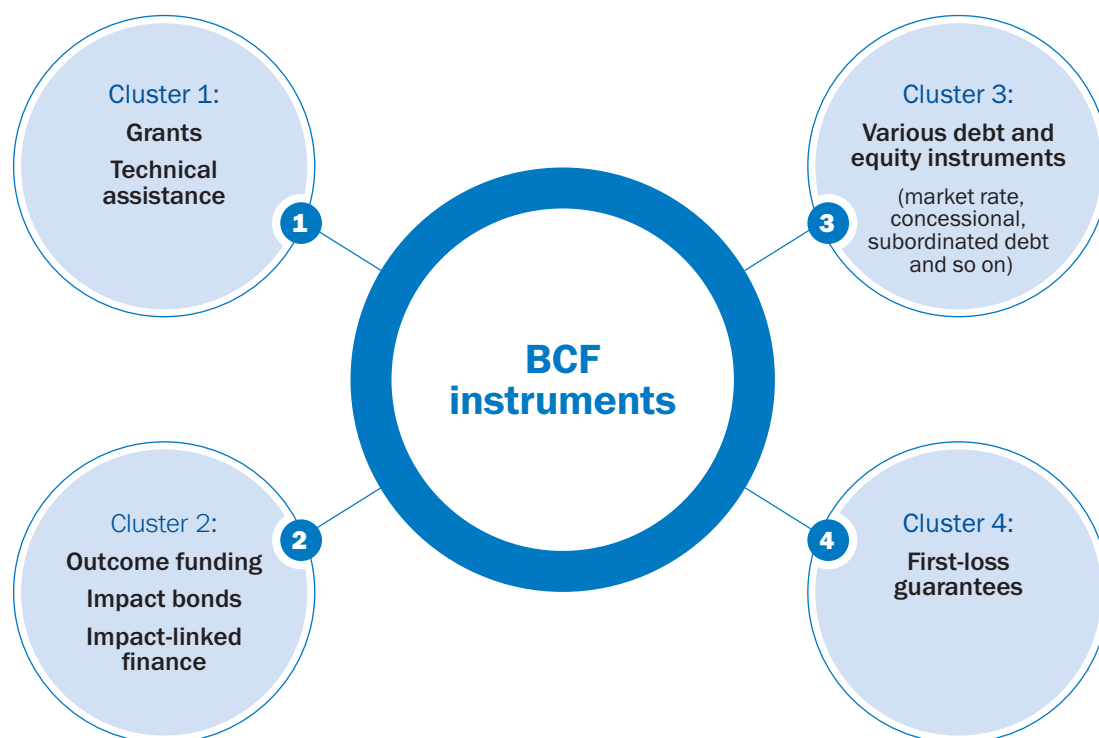 Cluster 1:
Grants
Technical
assistance
1
Cluster 3:
Various debt and
equity instruments
(market rate,
concessional,
subordinated debt
and so on)
3
BCF
instruments
Cluster 2:
Outcome funding
Impact bonds
Impact-linked
finance
2
Cluster 4:
First-loss
guarantees
4